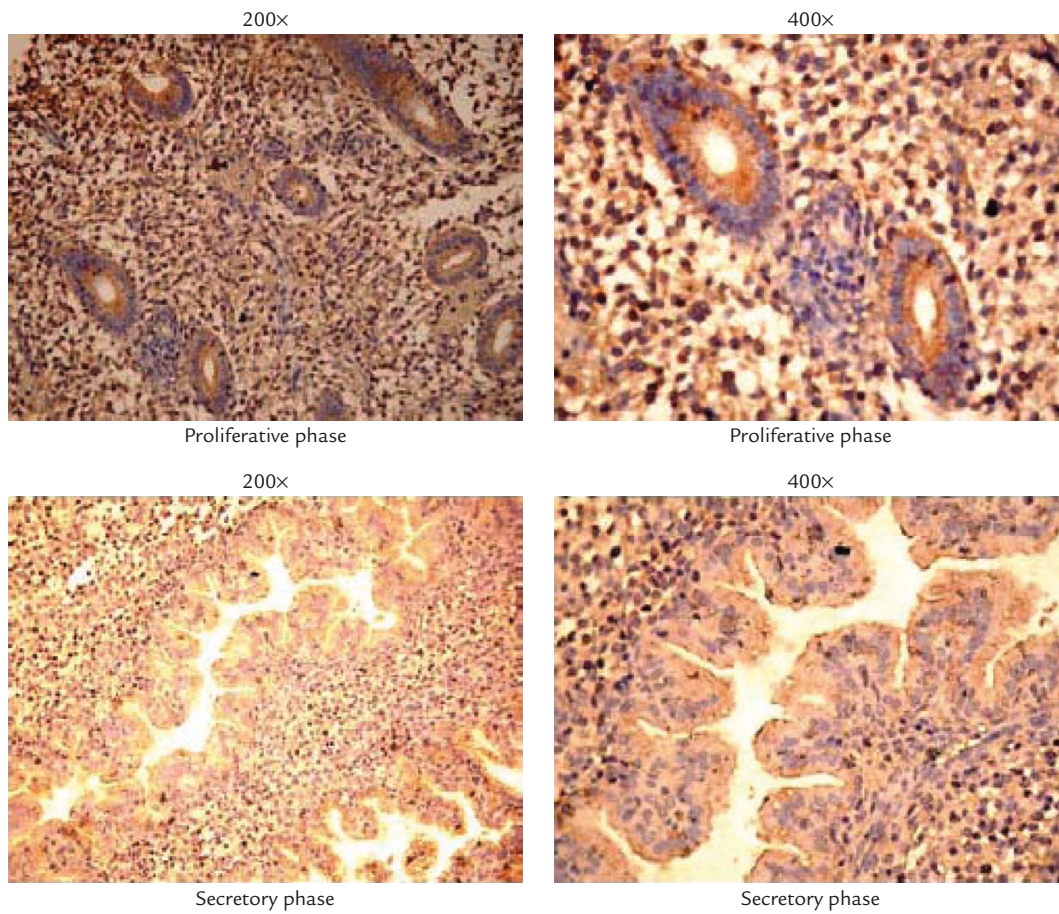 200×
400×
Proliferative phase
Proliferative phase
200×
400×
Secretory phase
Secretory phase